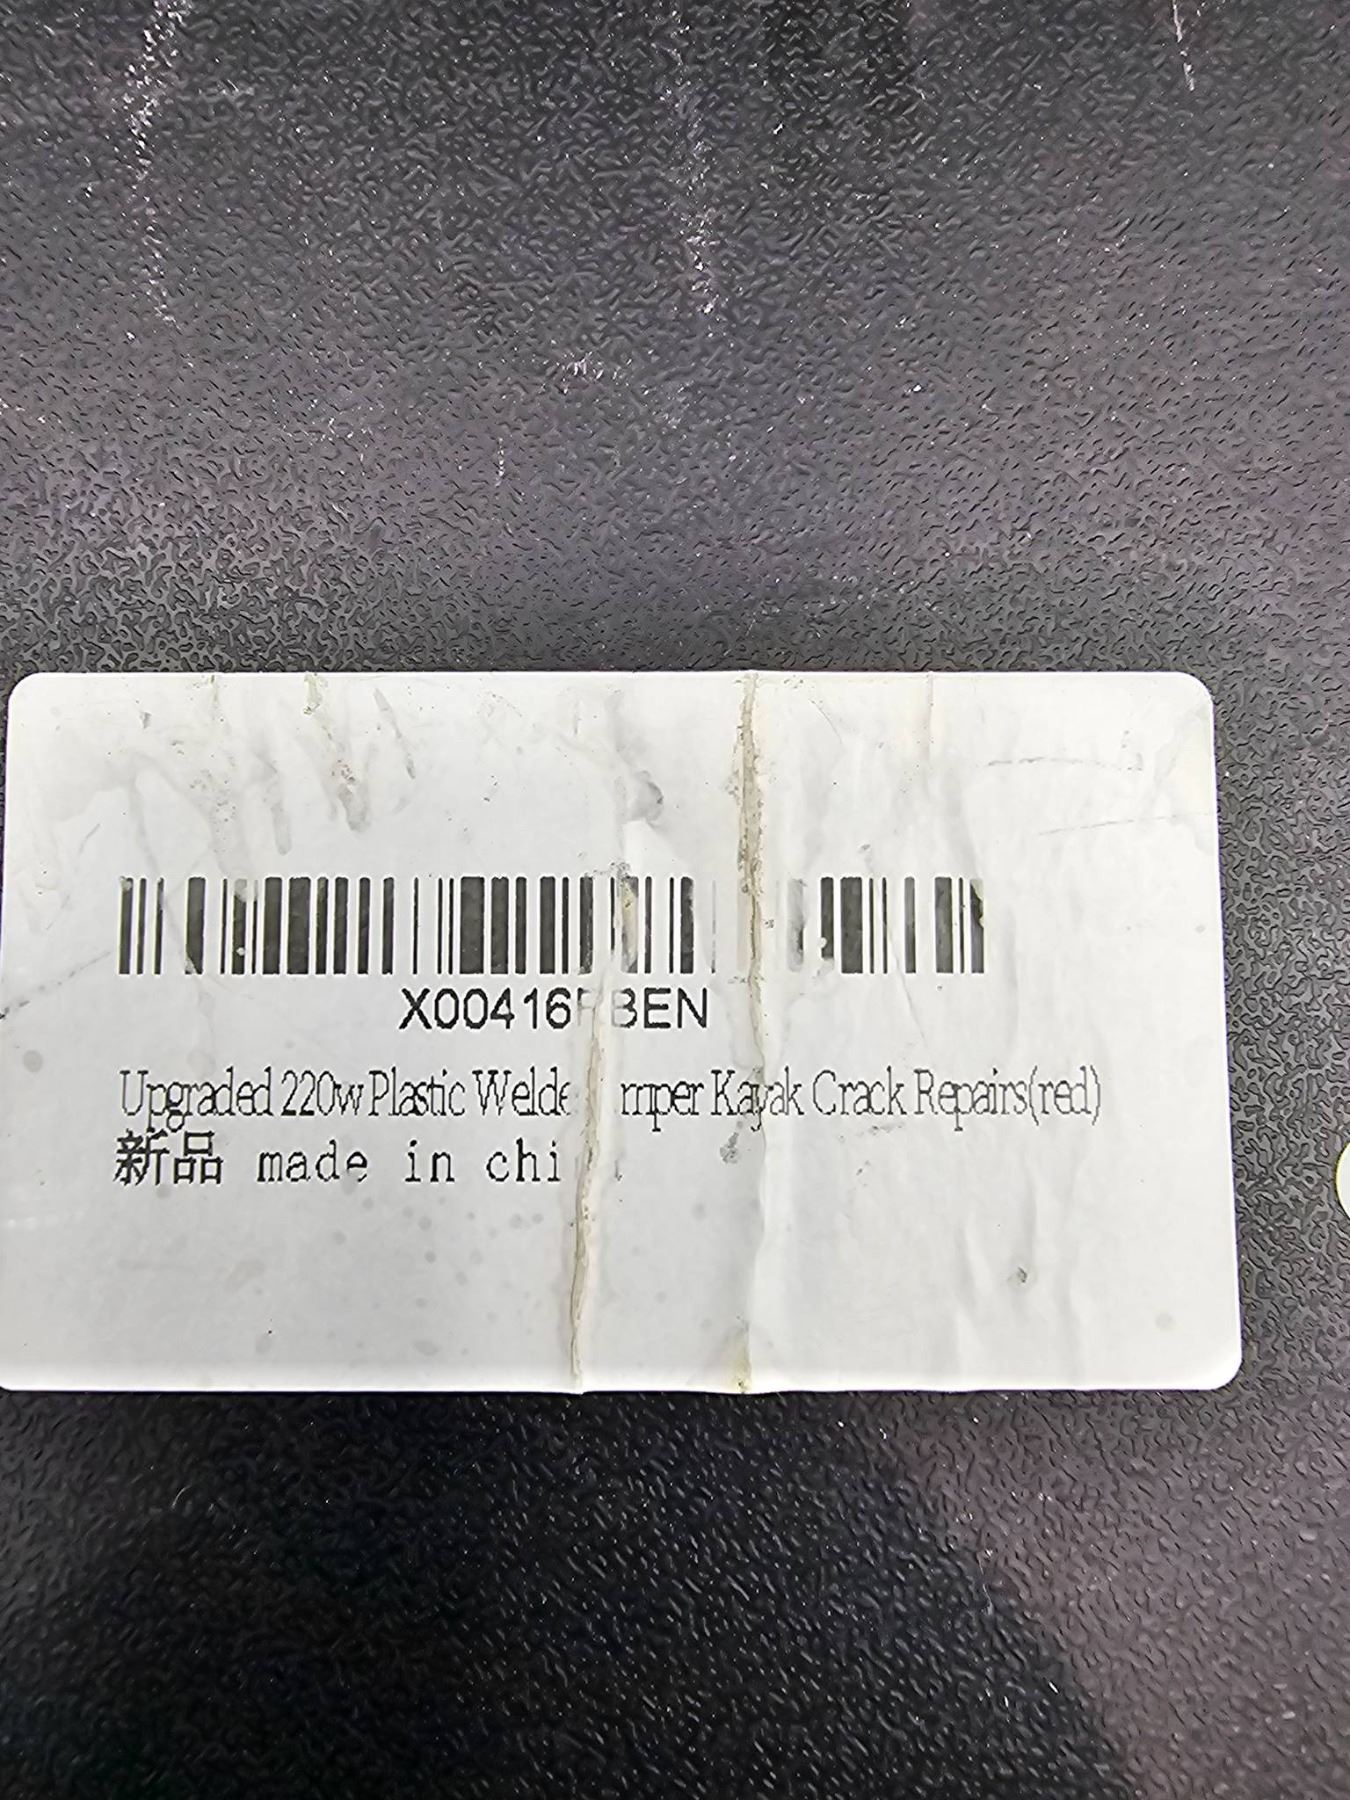 Upgraded 220w Plastic Kayak Crack Repairs(red)
新品 made in